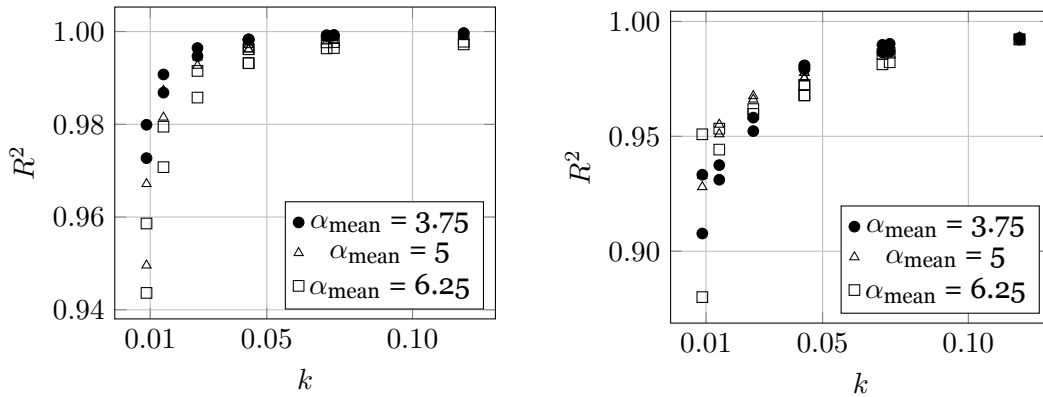 1.00
0.98
0.96
0.94
R²
0.01
0.05
0.10
k
α_mean = 3.75
α_mean = 5
α_mean = 6.25
1.00
0.95
0.90
R²
0.01
0.05
0.10
k
α_mean = 3.75
α_mean = 5
α_mean = 6.25